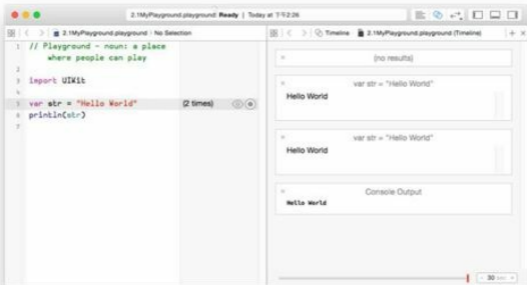 2.1MyPlayground.playground: Ready | Today at 下午2:26
2.1MyPlayground.playground No Selection
1 // Playground - noun: a place
where people can play
2
3 import UIKit
4
5 var str = "Hello World" (2 times)
6 println(str)
7
Timeline 2.1MyPlayground.playground (Timeline)
(no results)
var str = "Hello World"
Hello World
var str = "Hello World"
Hello World
Console Output
Hello World
- 30 sec +